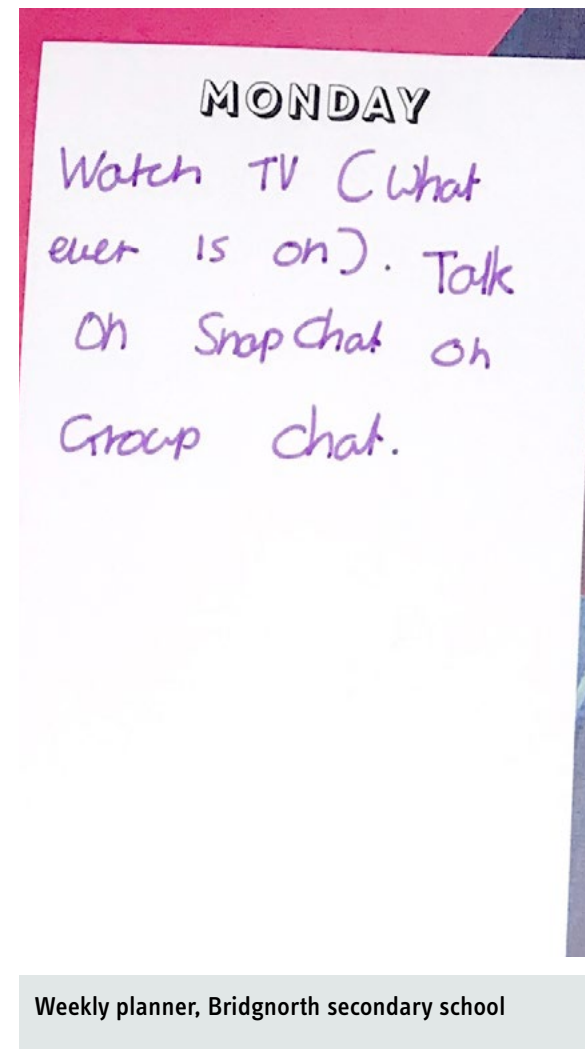 MONDAY
Watch TV (What
ever is on). Talk
on SnapChat on
Group chat.
Weekly planner, Bridgnorth secondary school